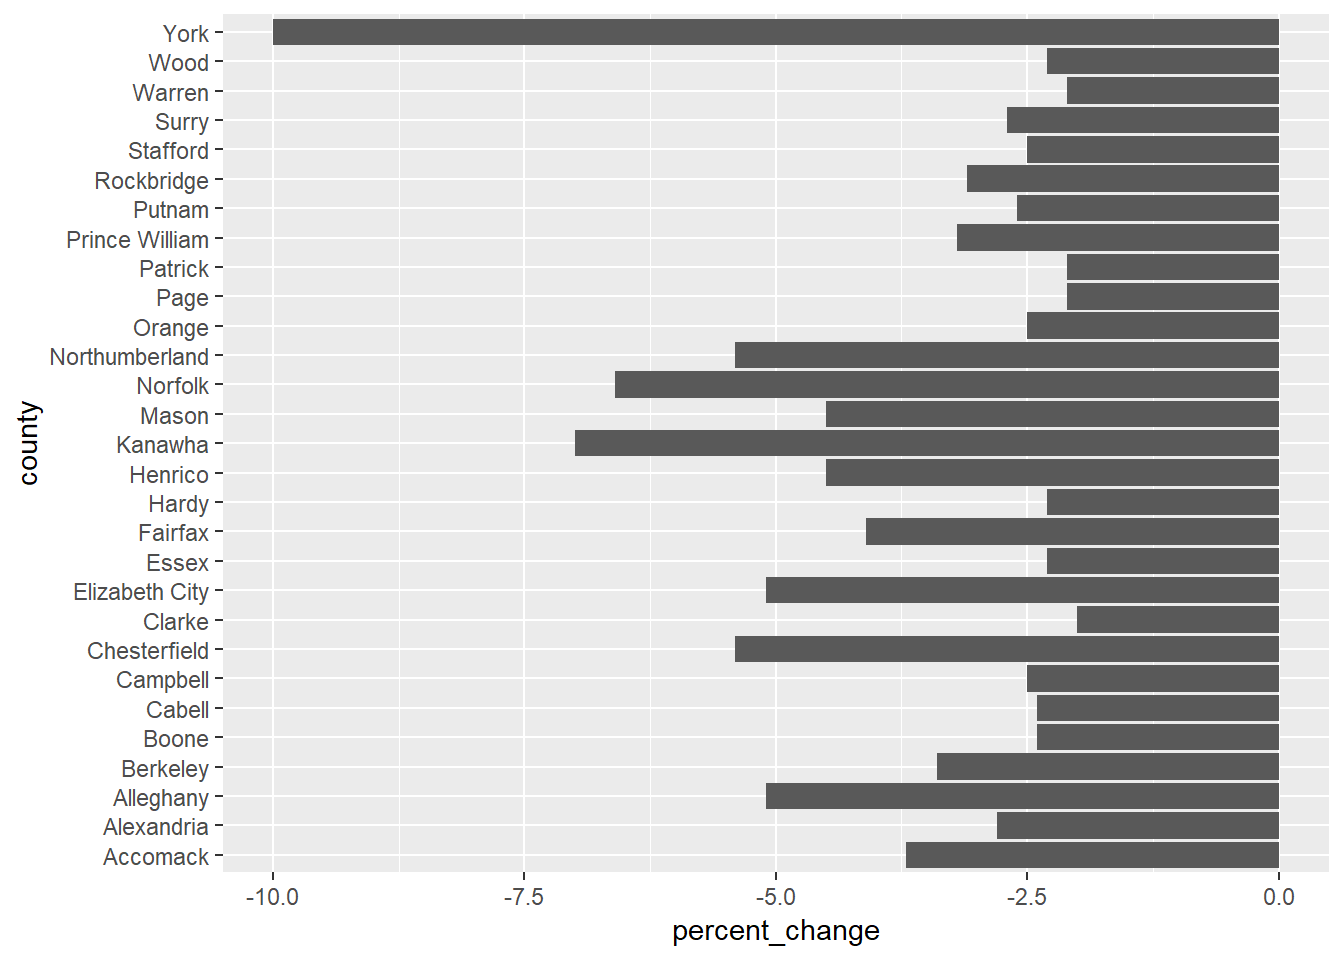 York
Wood
Warren
Surry
Stafford
Rockbridge
Putnam
Prince William
Patrick
Page
Orange
Northumberland
Norfolk
Mason
Kanawha
Henrico
Hardy
Fairfax
Essex
Elizabeth City
Clarke
Chesterfield
Campbell
Cabell
Boone
Berkeley
Alleghany
Alexandria
Accomack
county
-10.0 -7.5 -5.0 -2.5 0.0
percent_change